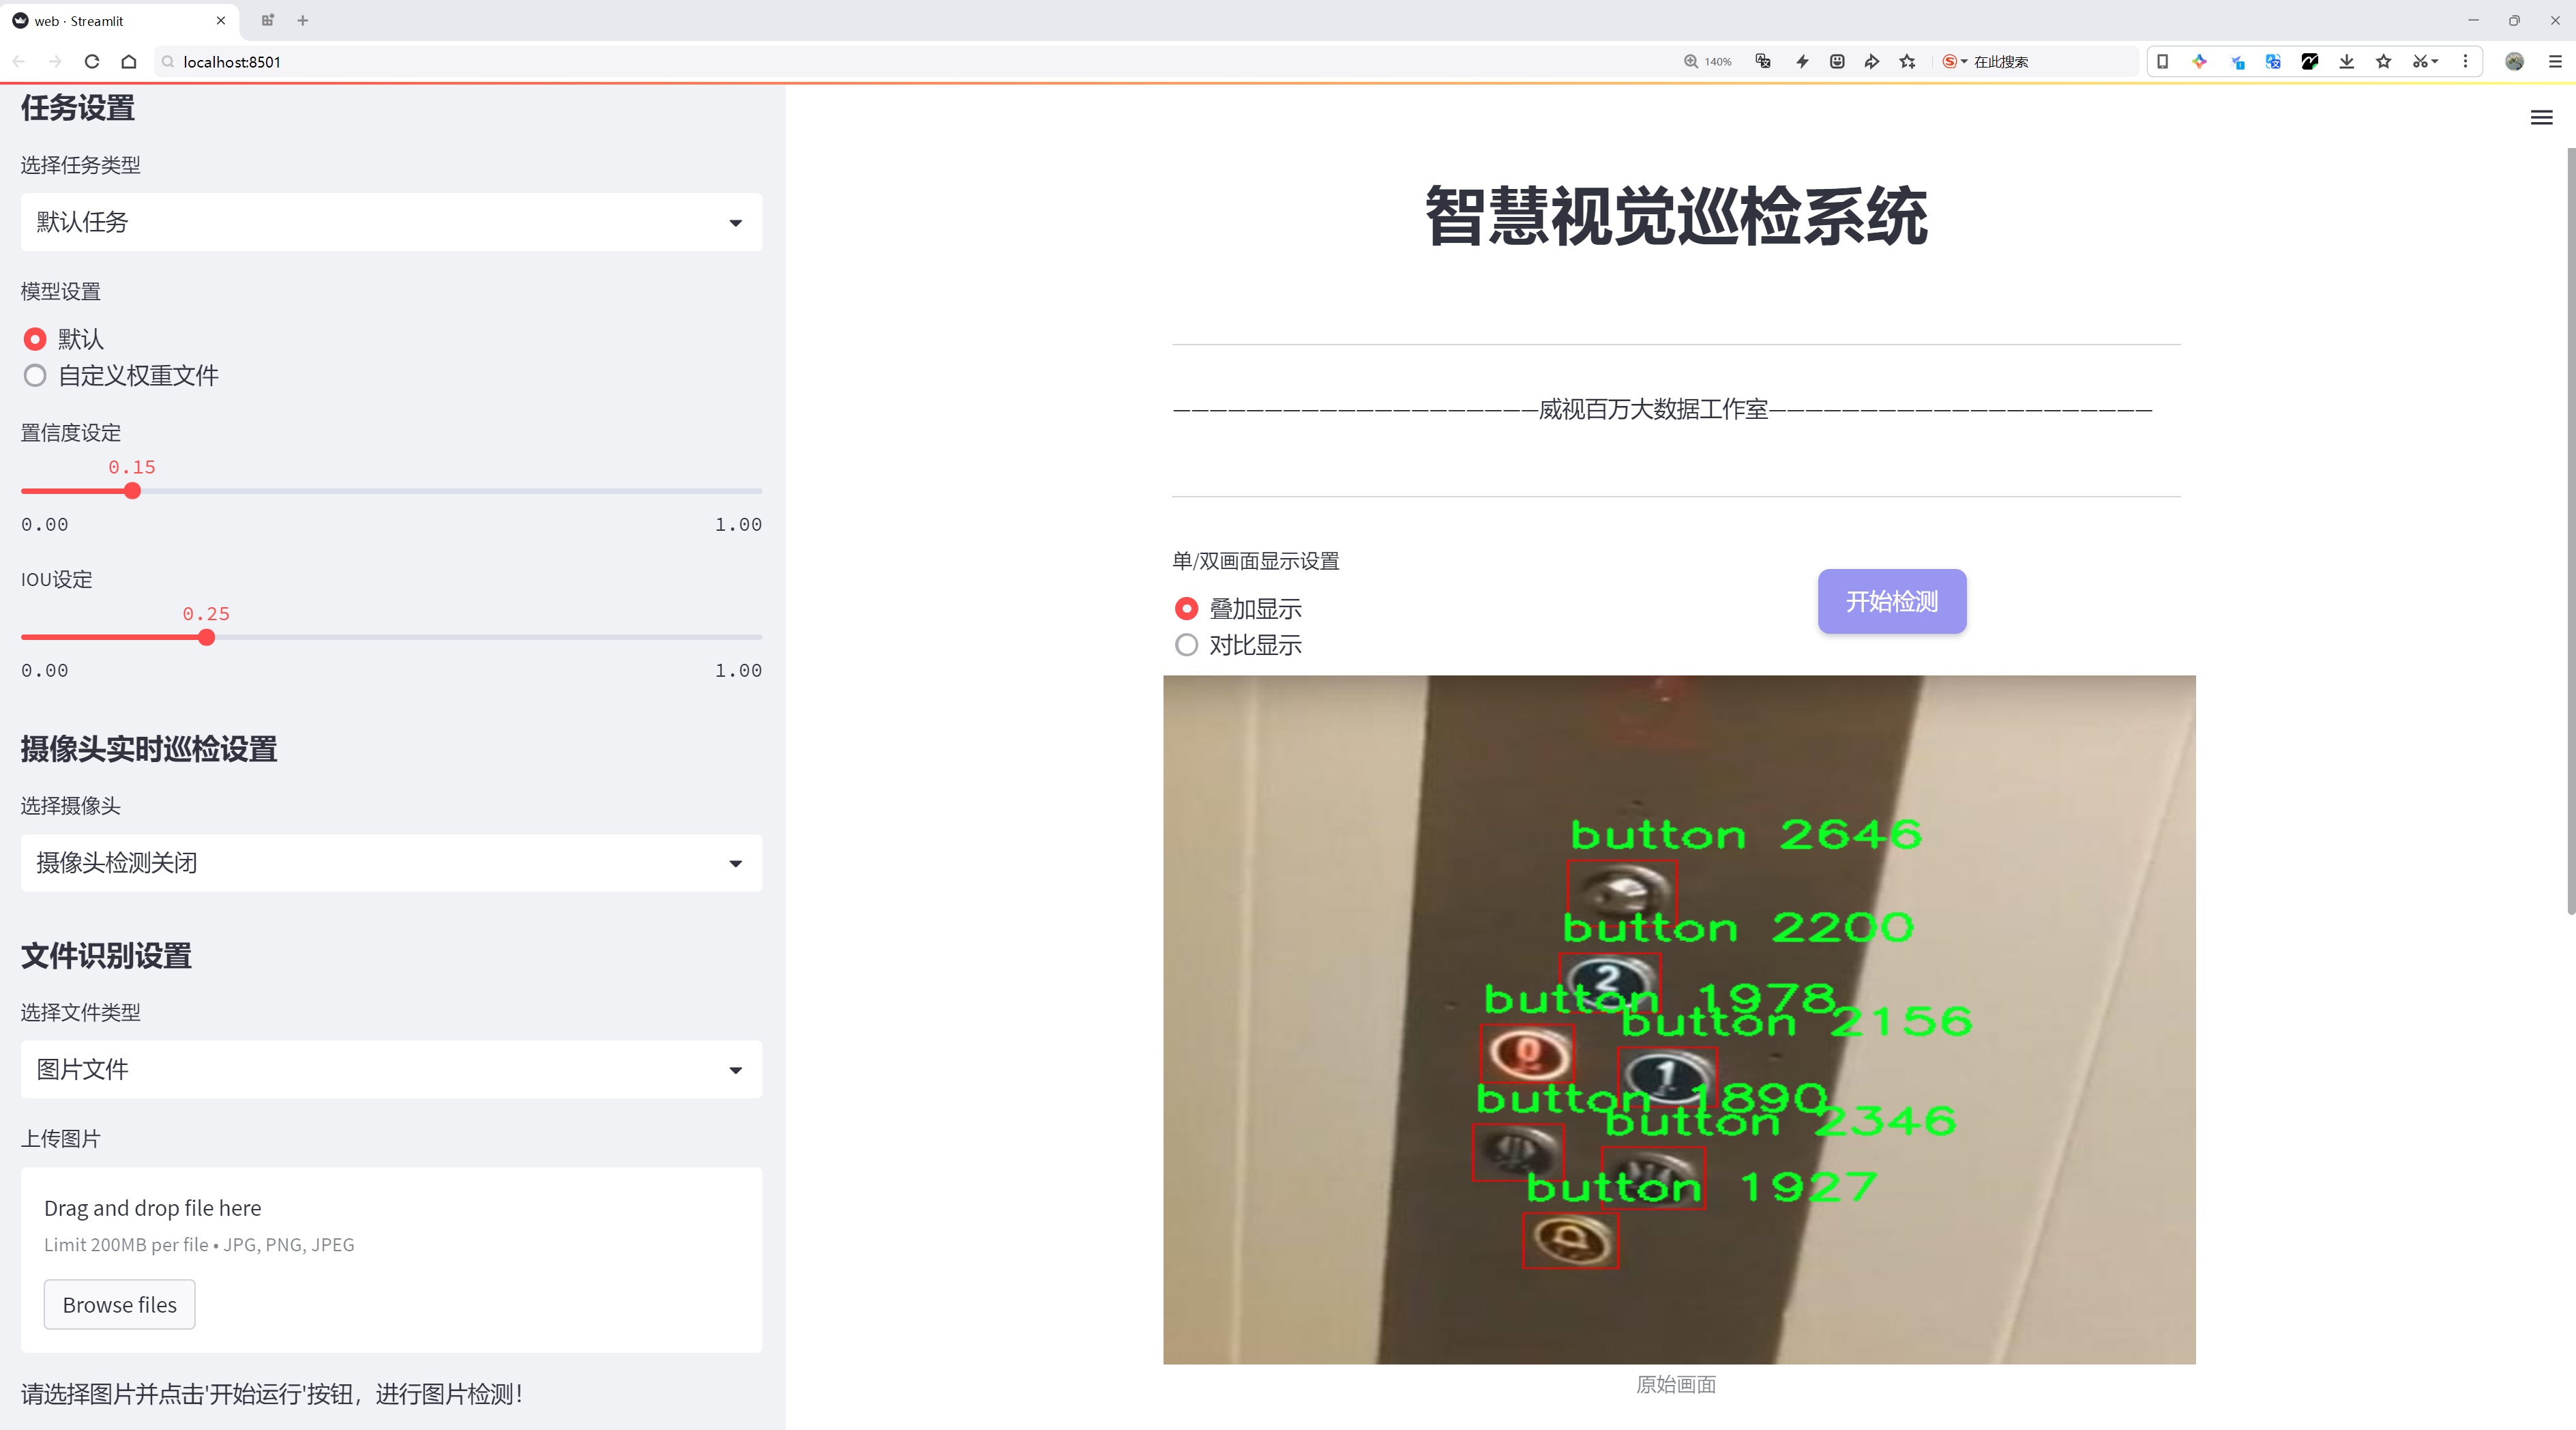 web · Streamlit
localhost:8501
140%
在此搜索
任务设置
选择任务类型
默认任务
模型设置
默认
自定义权重文件
置信度设定
0.15
0.00 1.00
IOU设定
0.25
0.00 1.00
摄像头实时巡检设置
选择摄像头
摄像头检测关闭
文件识别设置
选择文件类型
图片文件
上传图片
Drag and drop file here
Limit 200MB per file • JPG, PNG, JPEG
Browse files
请选择图片并点击'开始运行'按钮，进行图片检测！
智慧视觉巡检系统
—————————————————————威视百万大数据工作室——————————————————————
单/双画面显示设置
叠加显示
对比显示
开始检测
button 2646
button 2200
2
button 1978
button 2156
0
1
button 1890
button 2346
button 1927
原始画面